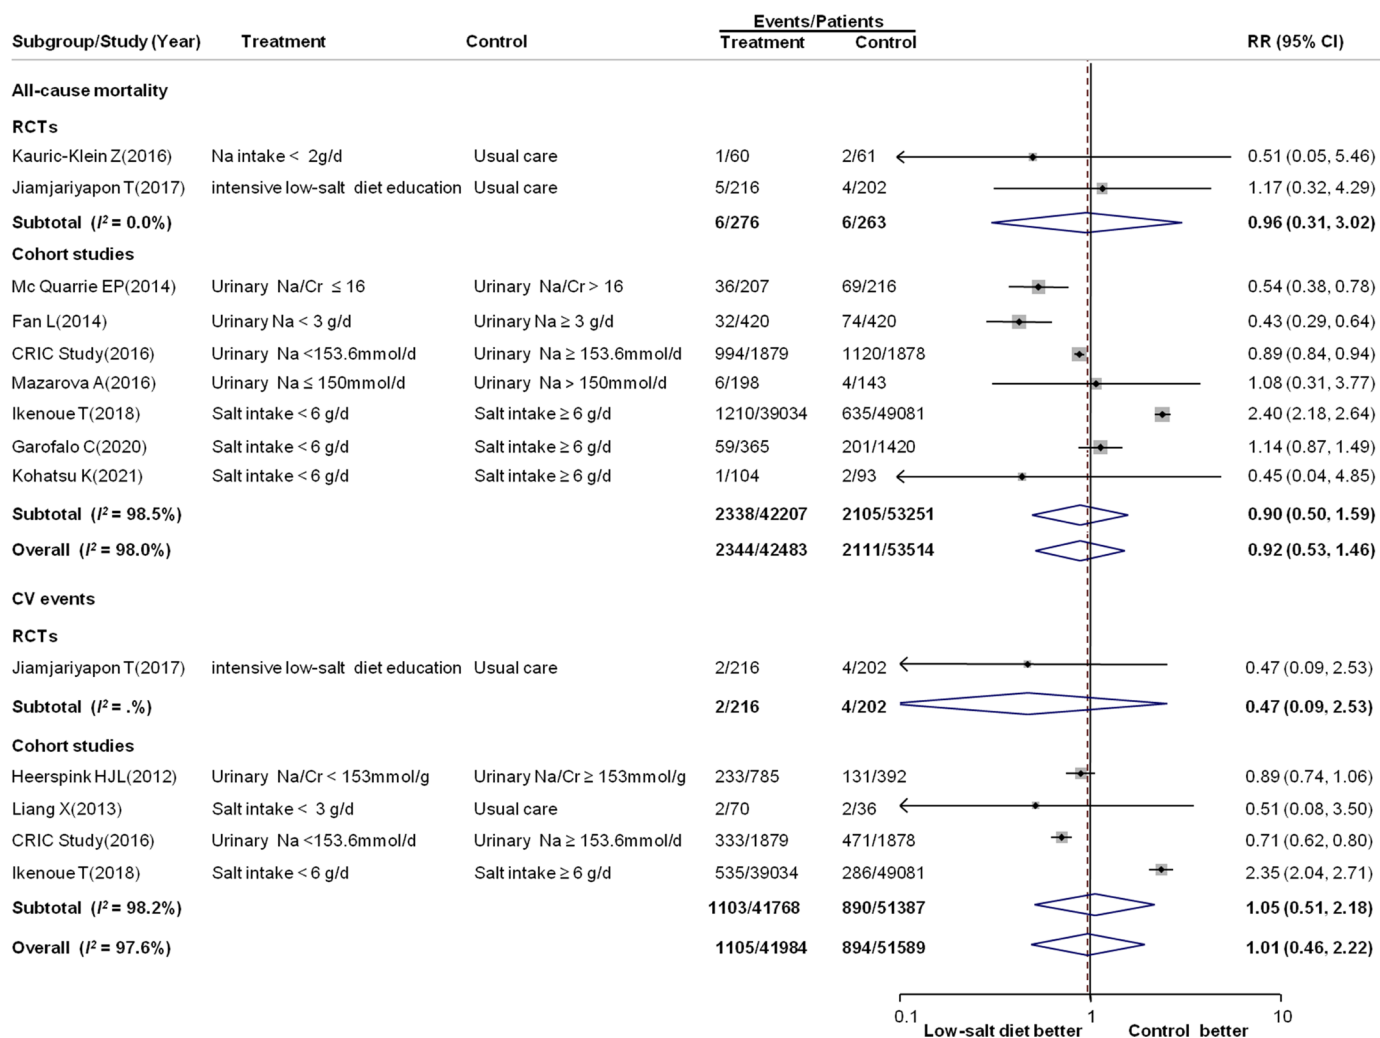 Events/Patients
Subgroup/Study (Year) Treatment Control Treatment Control RR (95% CI)
All-cause mortality
RCTs
Kauric-Klein Z(2016) Na intake < 2g/d Usual care 1/60 2/61 0.51 (0.05, 5.46)
Jiamjariyapon T(2017) intensive low-salt diet education Usual care 5/216 4/202 1.17 (0.32, 4.29)
Subtotal (I² = 0.0%) 6/276 6/263 0.96 (0.31, 3.02)
Cohort studies
Mc Quarrie EP(2014) Urinary Na/Cr ≤ 16 Urinary Na/Cr > 16 36/207 69/216 0.54 (0.38, 0.78)
Fan L(2014) Urinary Na < 3 g/d Urinary Na ≥ 3 g/d 32/420 74/420 0.43 (0.29, 0.64)
CRIC Study(2016) Urinary Na <153.6mmol/d Urinary Na ≥ 153.6mmol/d 994/1879 1120/1878 0.89 (0.84, 0.94)
Mazarova A(2016) Urinary Na ≤ 150mmol/d Urinary Na > 150mmol/d 6/198 4/143 1.08 (0.31, 3.77)
Ikenoue T(2018) Salt intake < 6 g/d Salt intake ≥ 6 g/d 1210/39034 635/49081 2.40 (2.18, 2.64)
Garofalo C(2020) Salt intake < 6 g/d Salt intake ≥ 6 g/d 59/365 201/1420 1.14 (0.87, 1.49)
Kohatsu K(2021) Salt intake < 6 g/d Salt intake ≥ 6 g/d 1/104 2/93 0.45 (0.04, 4.85)
Subtotal (I² = 98.5%) 2338/42207 2105/53251 0.90 (0.50, 1.59)
Overall (I² = 98.0%) 2344/42483 2111/53514 0.92 (0.53, 1.46)
CV events
RCTs
Jiamjariyapon T(2017) intensive low-salt diet education Usual care 2/216 4/202 0.47 (0.09, 2.53)
Subtotal (I² = .%) 2/216 4/202 0.47 (0.09, 2.53)
Cohort studies
Heerspink HJL(2012) Urinary Na/Cr < 153mmol/g Urinary Na/Cr ≥ 153mmol/g 233/785 131/392 0.89 (0.74, 1.06)
Liang X(2013) Salt intake < 3 g/d Usual care 2/70 2/36 0.51 (0.08, 3.50)
CRIC Study(2016) Urinary Na <153.6mmol/d Urinary Na ≥ 153.6mmol/d 333/1879 471/1878 0.71 (0.62, 0.80)
Ikenoue T(2018) Salt intake < 6 g/d Salt intake ≥ 6 g/d 535/39034 286/49081 2.35 (2.04, 2.71)
Subtotal (I² = 98.2%) 1103/41768 890/51387 1.05 (0.51, 2.18)
Overall (I² = 97.6%) 1105/41984 894/51589 1.01 (0.46, 2.22)
0.1 1 10
Low-salt diet better Control better